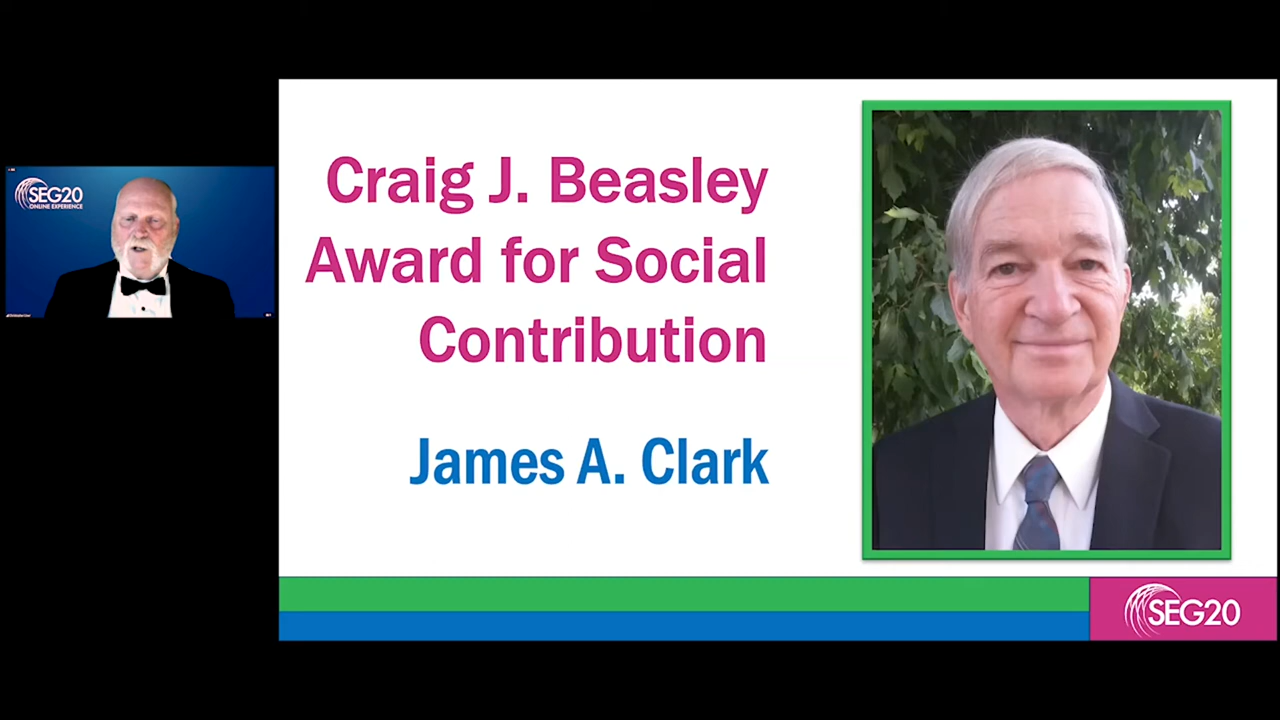 SEG20
ONLINE EXPERIENCE
Craig J. Beasley
Award for Social
Contribution
James A. Clark
SEG20